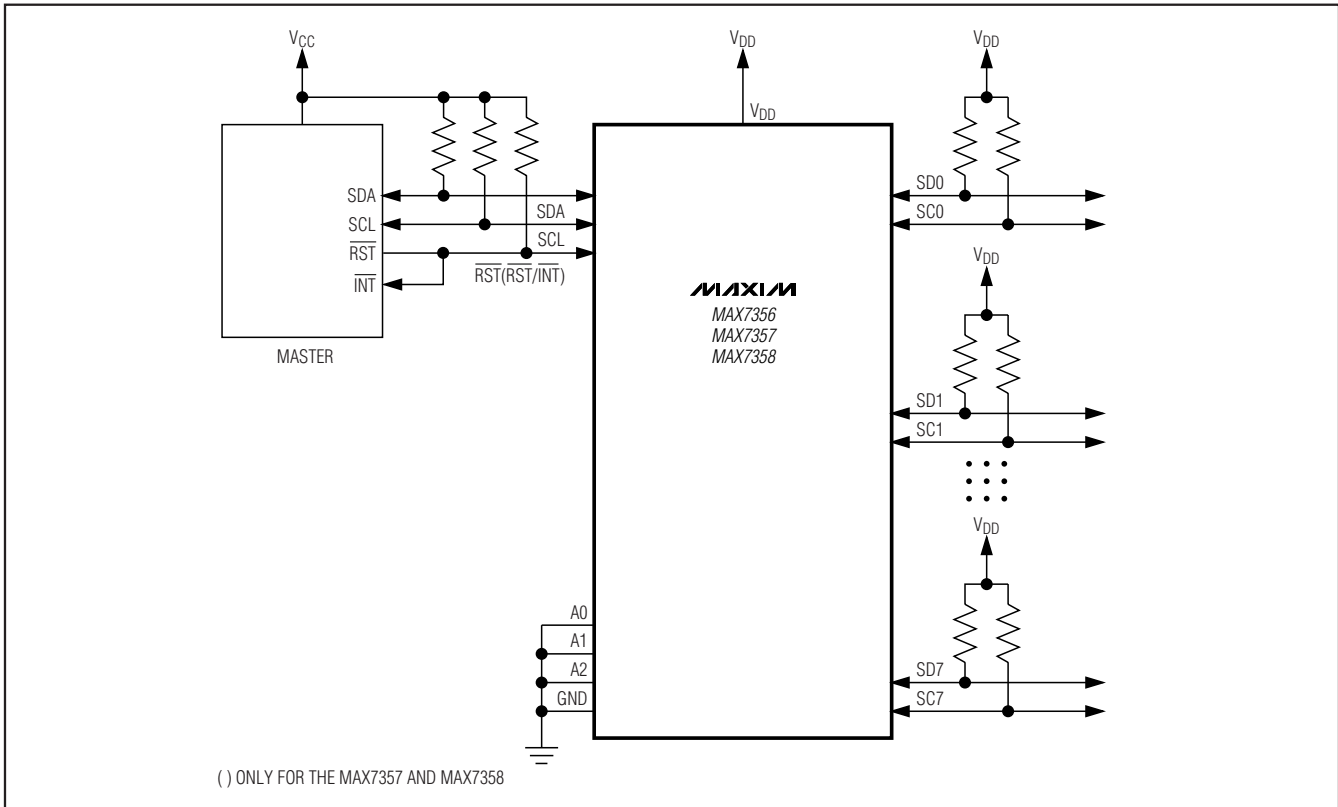 VCC
VDD
VDD
VDD
SDA
SCL
RST
INT
MASTER
SDA
SCL
RST(RST/INT)
MAXIM
MAX7356
MAX7357
MAX7358
SD0
SC0
VDD
SD1
SC1
VDD
A0
A1
A2
GND
SD7
SC7
( ) ONLY FOR THE MAX7357 AND MAX7358